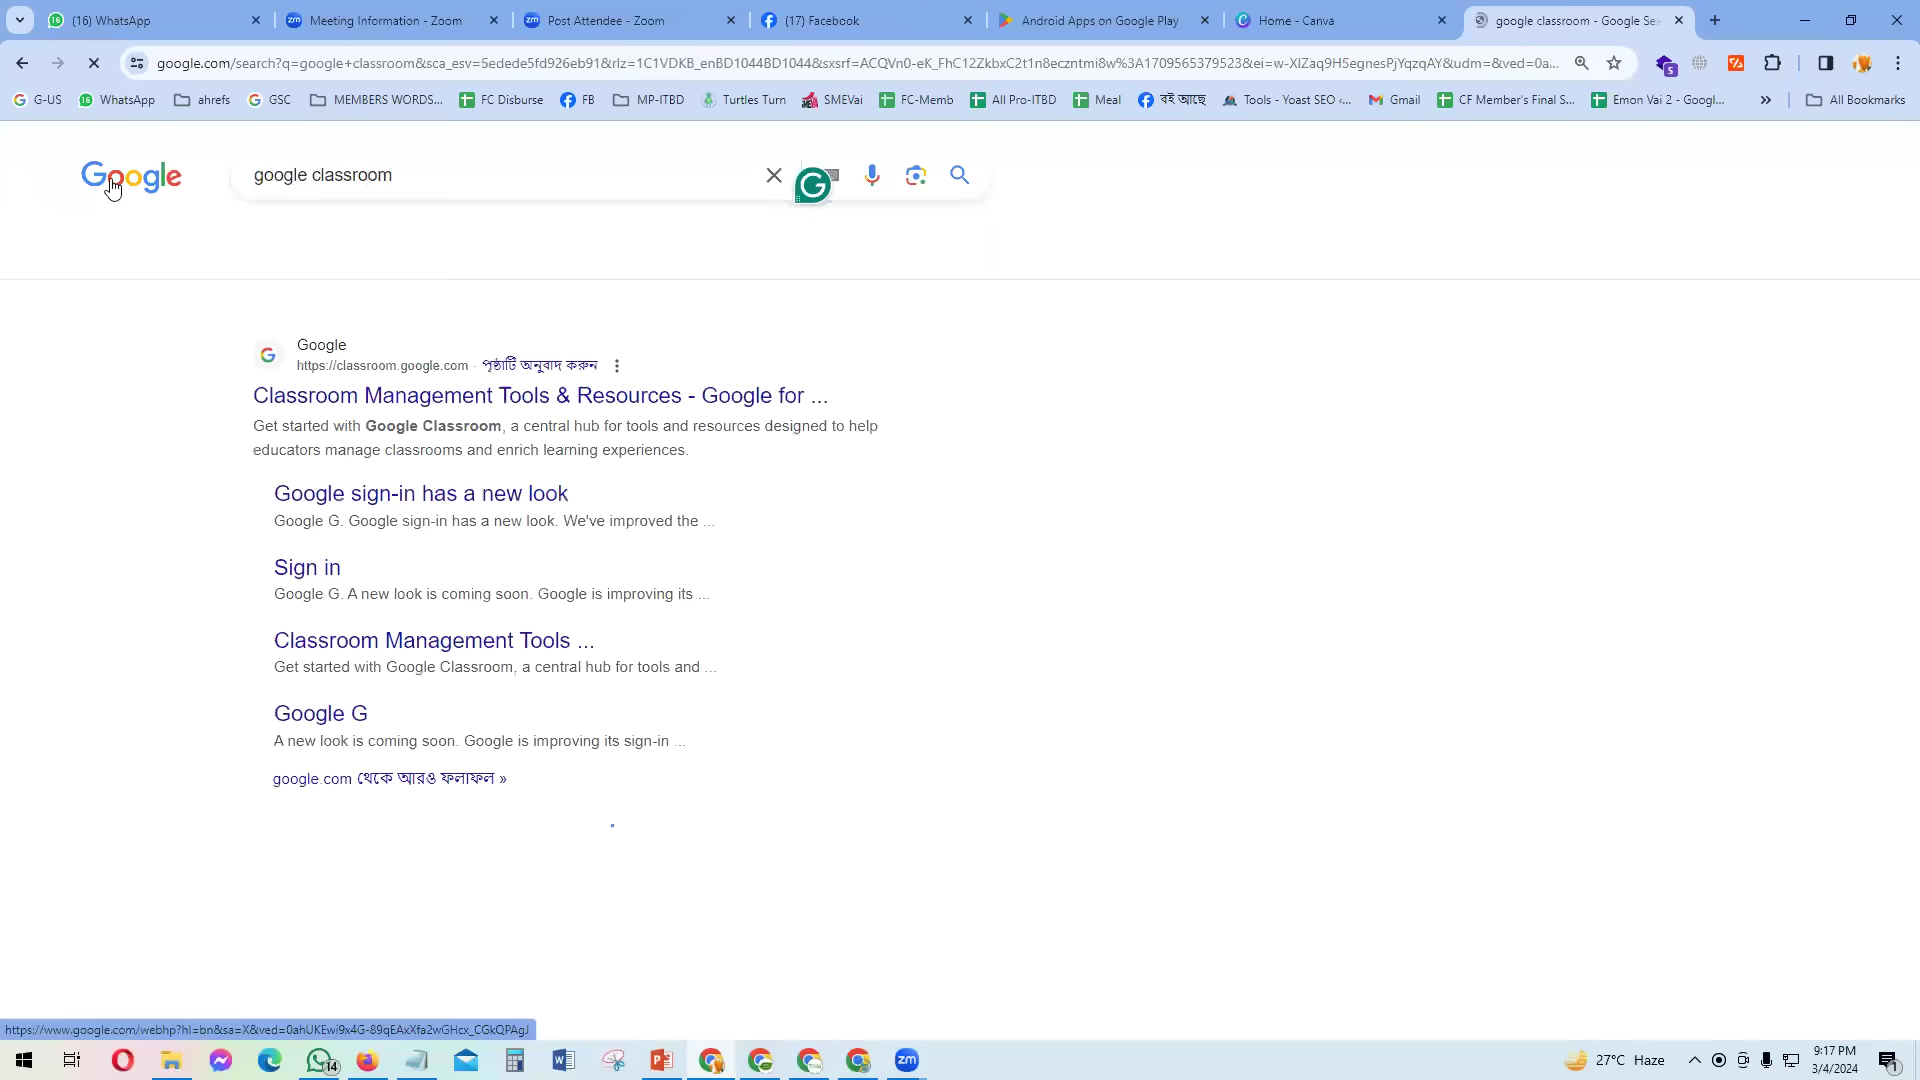 (16) WhatsApp
Meeting Information - Zoom
Post Attendee - Zoom
(17) Facebook
Android Apps on Google Play
Home - Canva
google classroom - Google Se
google.com/search?q=google+classroom&sca_esv=5edede5fd926eb91&rlz=1C1VDKB_enBD1044BD1044&sxsrf=ACQVn0-eK_FhC12ZkbxC2t1n8eczntmi8w%3A1709565379523&ei=w-XlZaq9H5egnesPjYqzqAY&udm=&ved=0a...
G-US
WhatsApp
ahrefs
GSC
MEMBERS WORDS...
FC Disburse
FB
MP-ITBD
Turtles Turn
SMEVai
FC-Memb
All Pro-ITBD
Meal
বই আছে
Tools - Yoast SEO ‹...
Gmail
CF Member's Final S...
Emon Vai 2 - Googl...
»
All Bookmarks
Google
google classroom
Google
https://classroom.google.com · পৃষ্ঠাটি অনুবাদ করুন
Classroom Management Tools & Resources - Google for ...
Get started with Google Classroom, a central hub for tools and resources designed to help
educators manage classrooms and enrich learning experiences.
Google sign-in has a new look
Google G. Google sign-in has a new look. We've improved the ...
Sign in
Google G. A new look is coming soon. Google is improving its ...
Classroom Management Tools ...
Get started with Google Classroom, a central hub for tools and ...
Google G
A new look is coming soon. Google is improving its sign-in ...
google.com থেকে আরও ফলাফল »
https://www.google.com/webhp?hl=bn&sa=X&ved=0ahUKEwi9x4G-89qEAxXfa2wGHcx_CGkQPAgJ
14
zm
27°C Haze
9:17 PM
3/4/2024
1